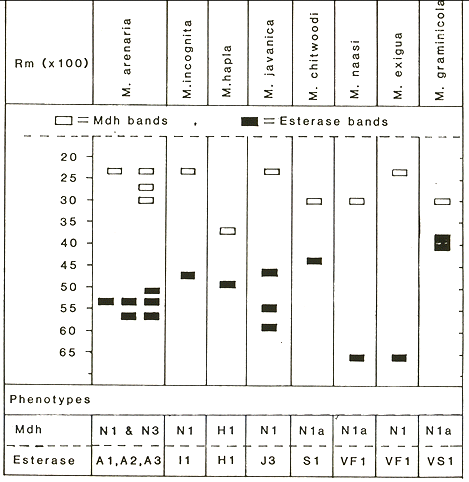 Rm (x100)
M. arenaria
M.incognita
M.hapla
M. javanica
M. chitwoodi
M. naasi
M. exigua
M. graminicola
= Mdh bands
= Esterase bands
20
25
30
35
40
45
50
55
60
65
Phenotypes
Mdh N1 & N3 N1 H1 N1 N1a N1a N1 N1a
Esterase A1,A2,A3 I1 H1 J3 S1 VF1 VF1 VS1